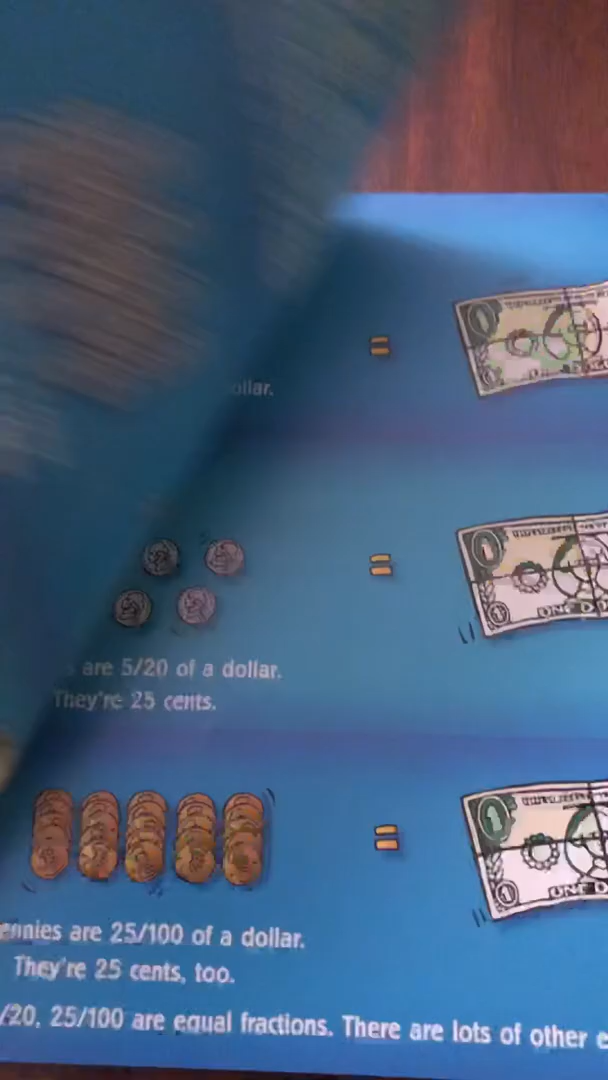 ollar.
=
=
are 5/20 of a dollar.
They're 25 cents.
=
ennies are 25/100 of a dollar.
They're 25 cents, too.
/20, 25/100 are equal fractions. There are lots of other e